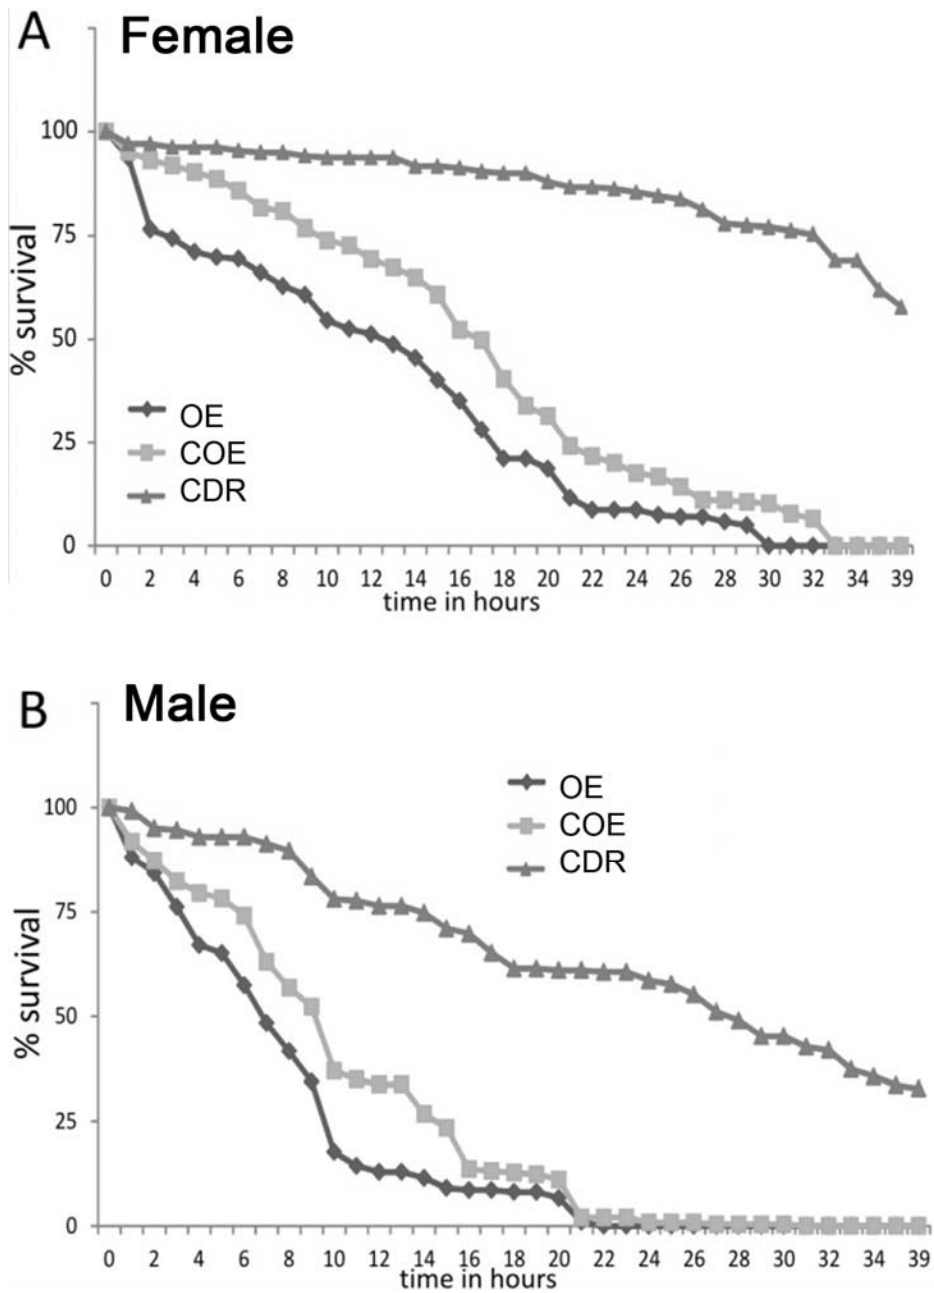 A Female
100
75
50
25
0
% survival
OE
COE
CDR
0 2 4 6 8 10 12 14 16 18 20 22 24 26 28 30 32 34 39
time in hours
B Male
100
75
50
25
0
% survival
OE
COE
CDR
0 2 4 6 8 10 12 14 16 18 20 22 24 26 28 30 32 34 39
time in hours